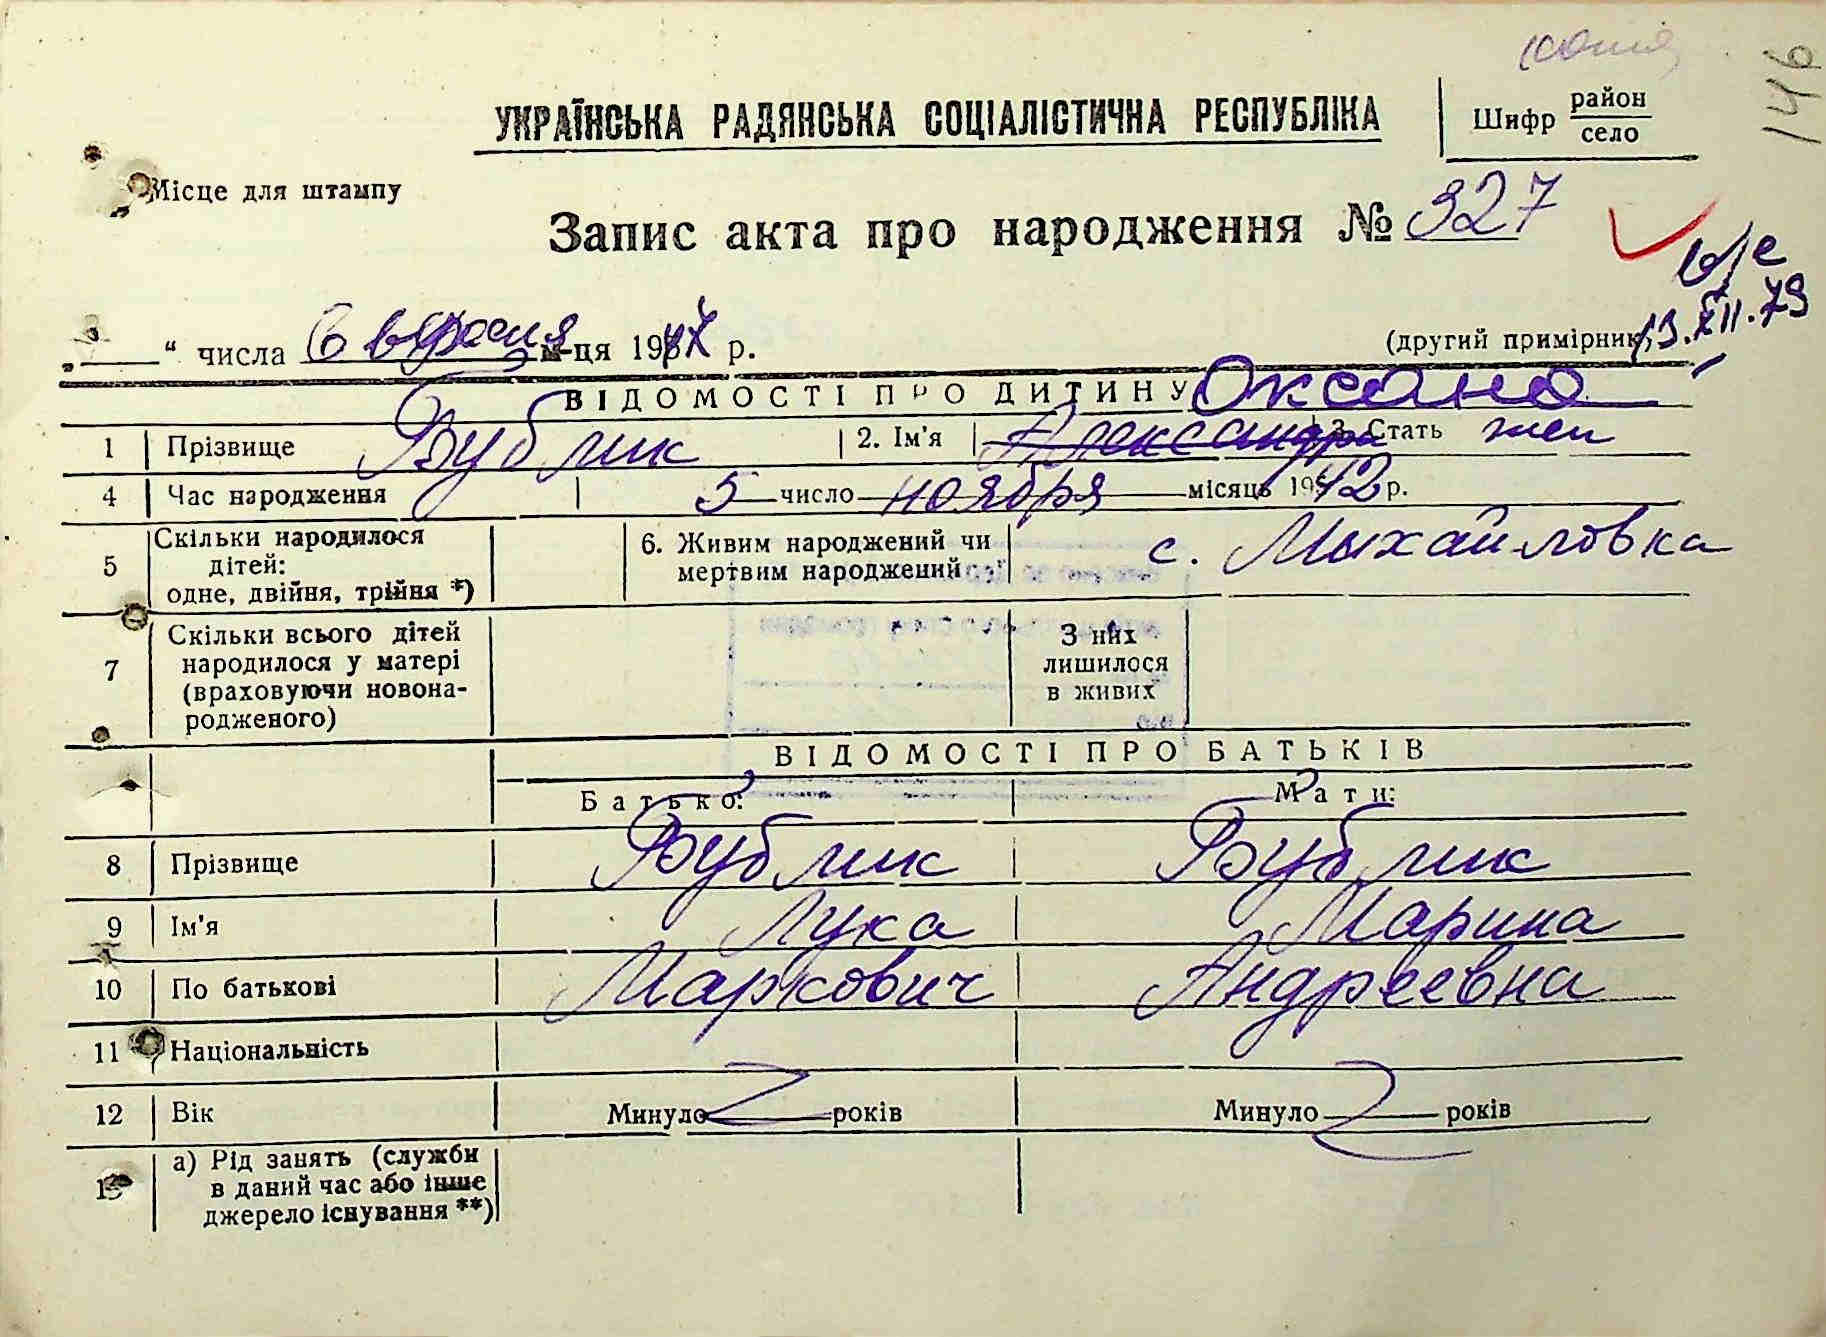 копия
146
УКРАЇНСЬКА РАДЯНСЬКА СОЦІАЛІСТИЧНА РЕСПУБЛІКА
Шифр район
село
Місце для штампу
Запис акта про народження № 327
" числа 6 вересня м-ця 1947 р.
(другий примірник)
13.XII.79
ВІДОМОСТІ ПРО ДИТИНУ Оксана
1 Прізвище Бублик 2. Ім'я Александра 3. Стать жен
4 Час народження 5 число ноября місяць 1942 р.
5 Скільки народилося дітей: одне, двійня, трійня *) 6. Живим народжений чи мертвим народжений с. Михайловка
7 Скільки всього дітей народилося у матері (враховуючи новонародженого) З них лишилося в живих
ВІДОМОСТІ ПРО БАТЬКІВ
Батько: Мати:
8 Прізвище Бублик Бублик
9 Ім'я Лука Марина
10 По батькові Маркович Андреевна
11 Національність
12 Вік Минуло років Минуло років
13 а) Рід занять (служби в даний час або інше джерело існування **)